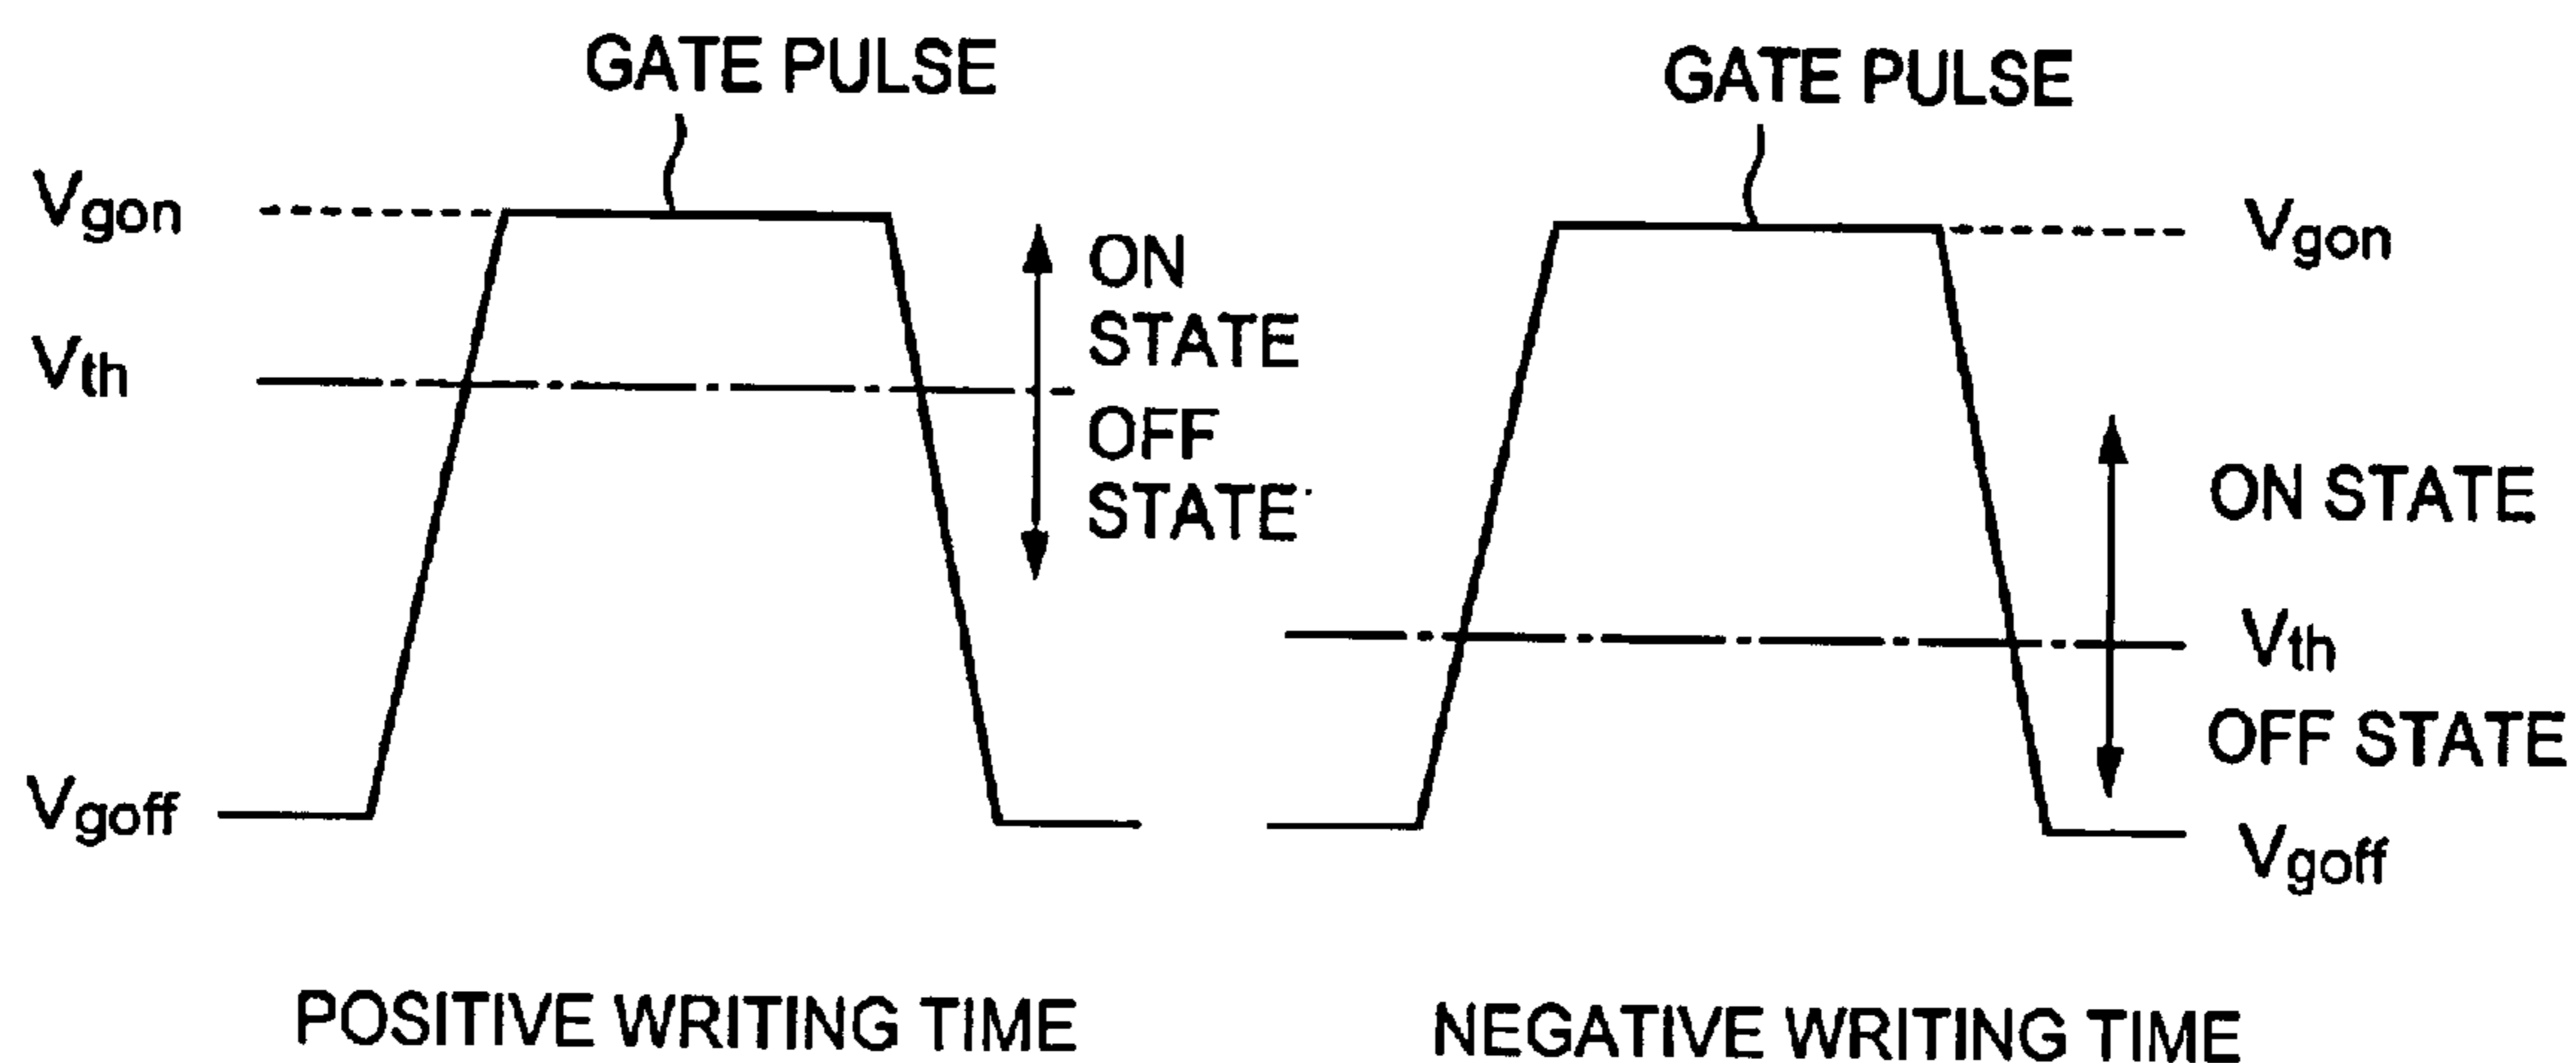 GATE PULSE
Vgon
Vth
Vgoff
ON
STATE
OFF
STATE
POSITIVE WRITING TIME
GATE PULSE
Vgon
ON STATE
Vth
OFF STATE
Vgoff
NEGATIVE WRITING TIME